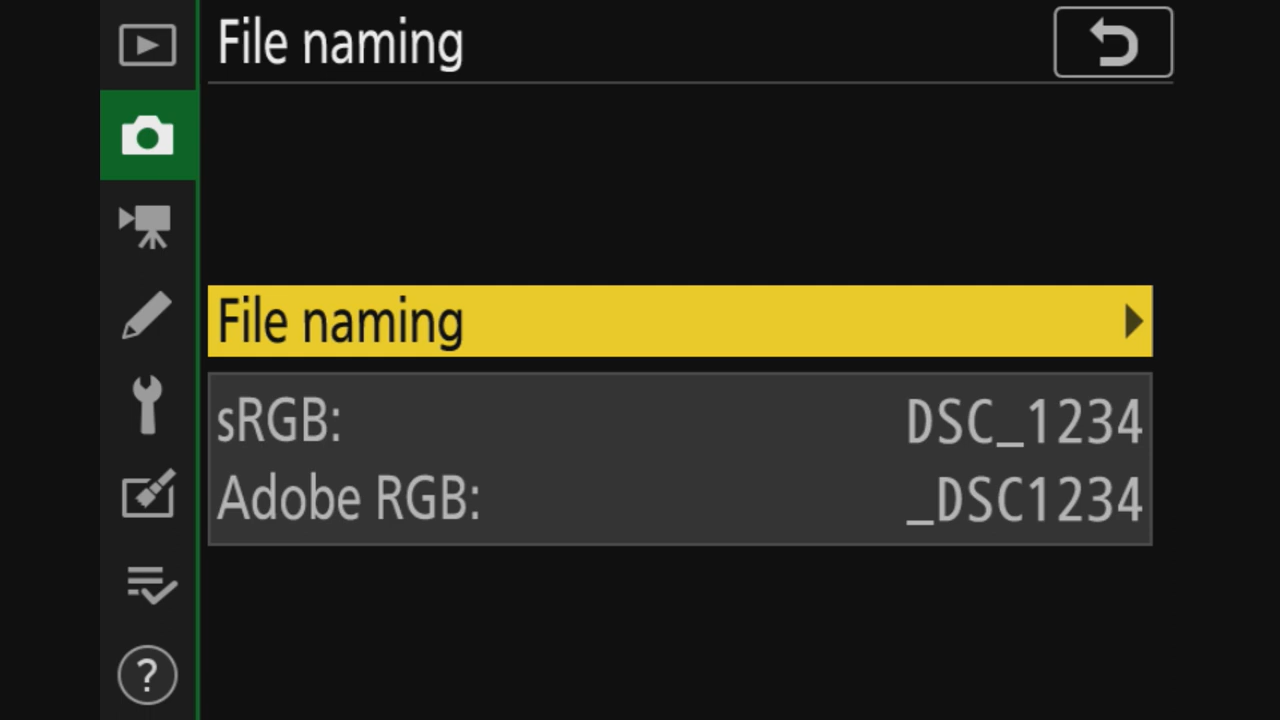 File naming
File naming
sRGB: DSC_1234
Adobe RGB: _DSC1234
?